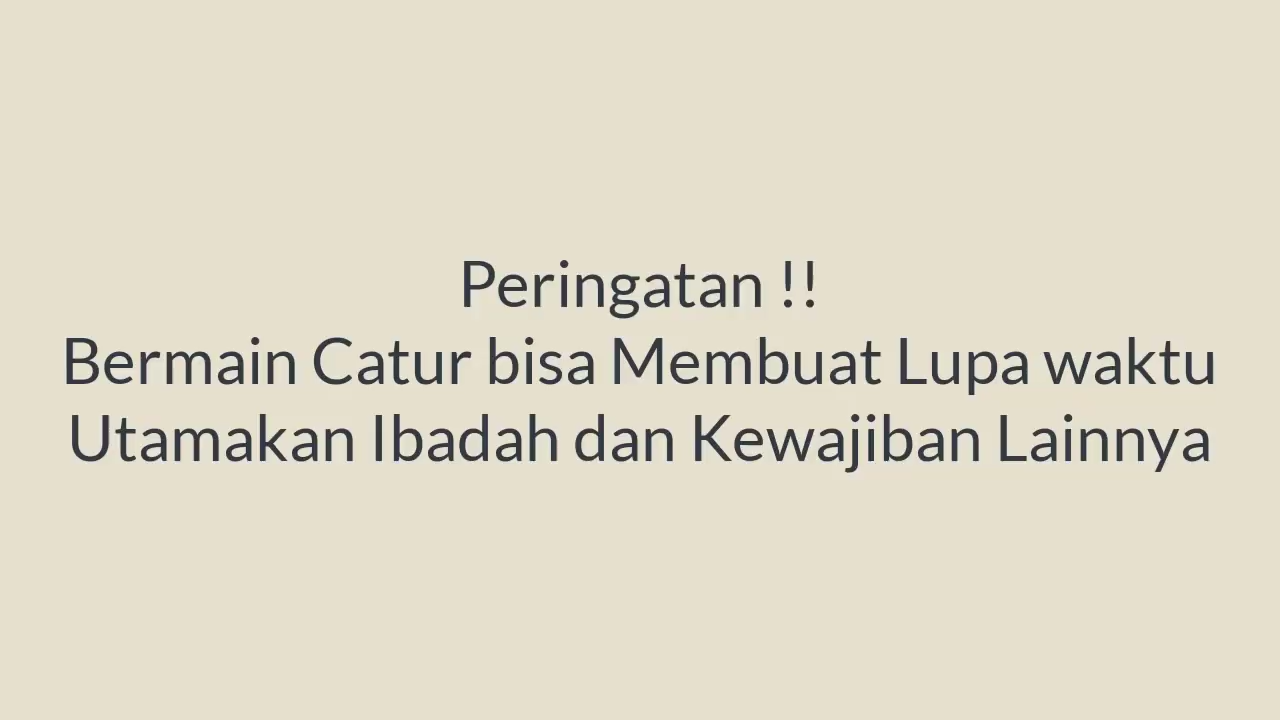 Peringatan !!
Bermain Catur bisa Membuat Lupa waktu
Utamakan Ibadah dan Kewajiban Lainnya